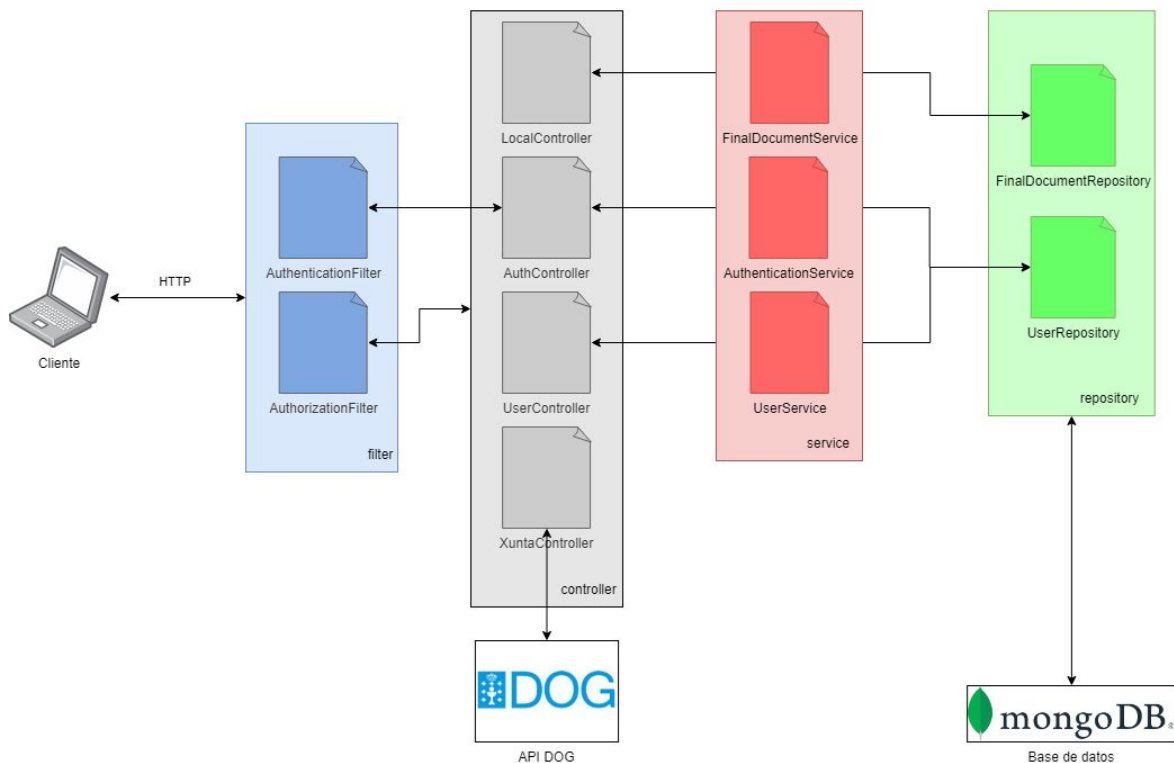 LocalController
FinalDocumentService
FinalDocumentRepository
AuthenticationFilter
AuthController
AuthenticationService
HTTP
UserRepository
Cliente
AuthorizationFilter
UserController
UserService
repository
filter
service
XuntaController
controller
DOG
API DOG
mongoDB®
Base de datos